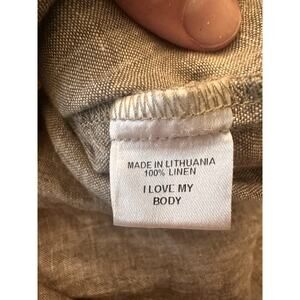 MADE IN LITHUANIA
100% LINEN
I LOVE MY
BODY